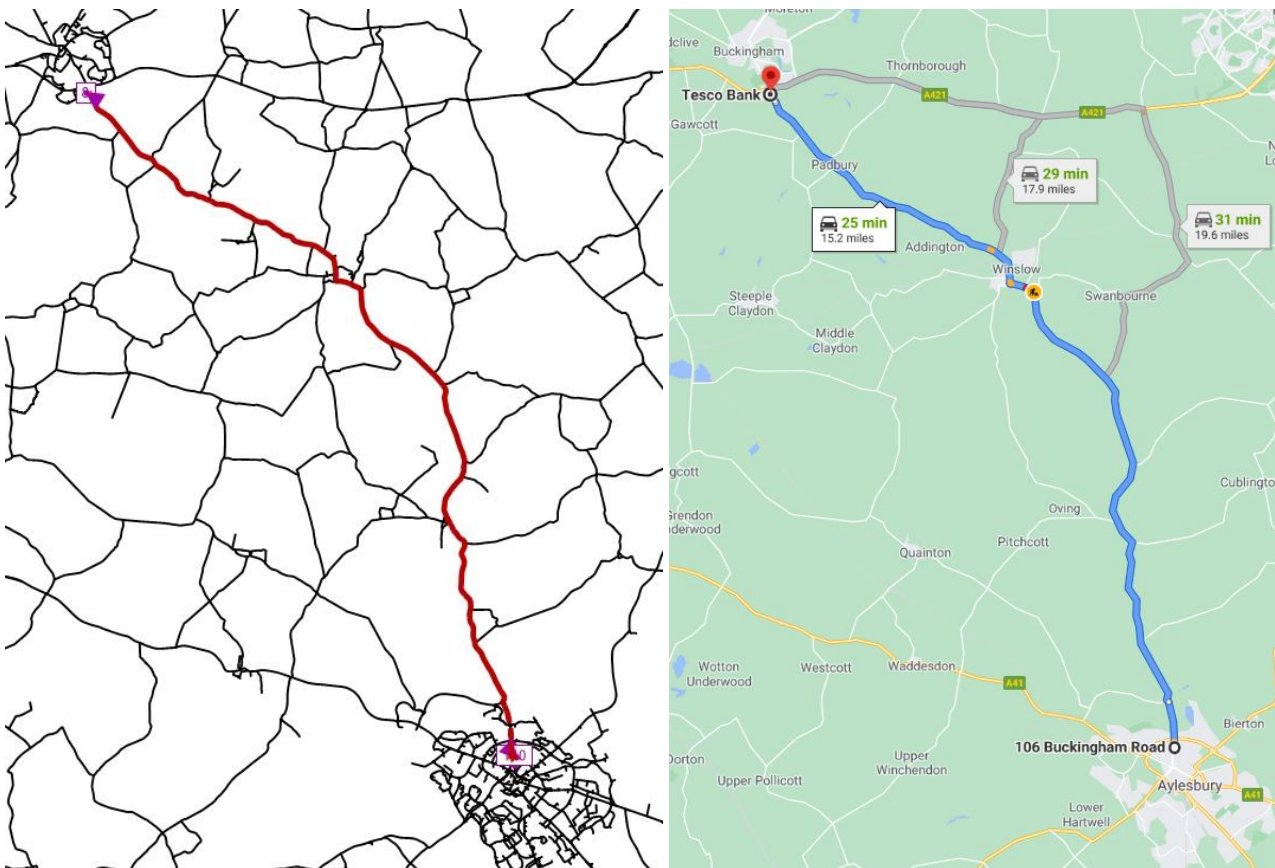 Moreton
dclive
Buckingham
Thornborough
Tesco Bank
A421
A421
Gawcott
Padbury
29 min
17.9 miles
25 min
15.2 miles
31 min
19.6 miles
Addington
Winslow
Steeple
Claydon
Swanbourne
Middle
Claydon
gcott
Cublingto
Grendon
nderwood
Oving
Pitchcott
Quainton
Wotton
Underwood
Westcott
Waddesdon
A41
Bierton
106 Buckingham Road
Dorton
Upper
Winchendon
Upper Pollicott
Aylesbury
A41
Lower
Hartwell